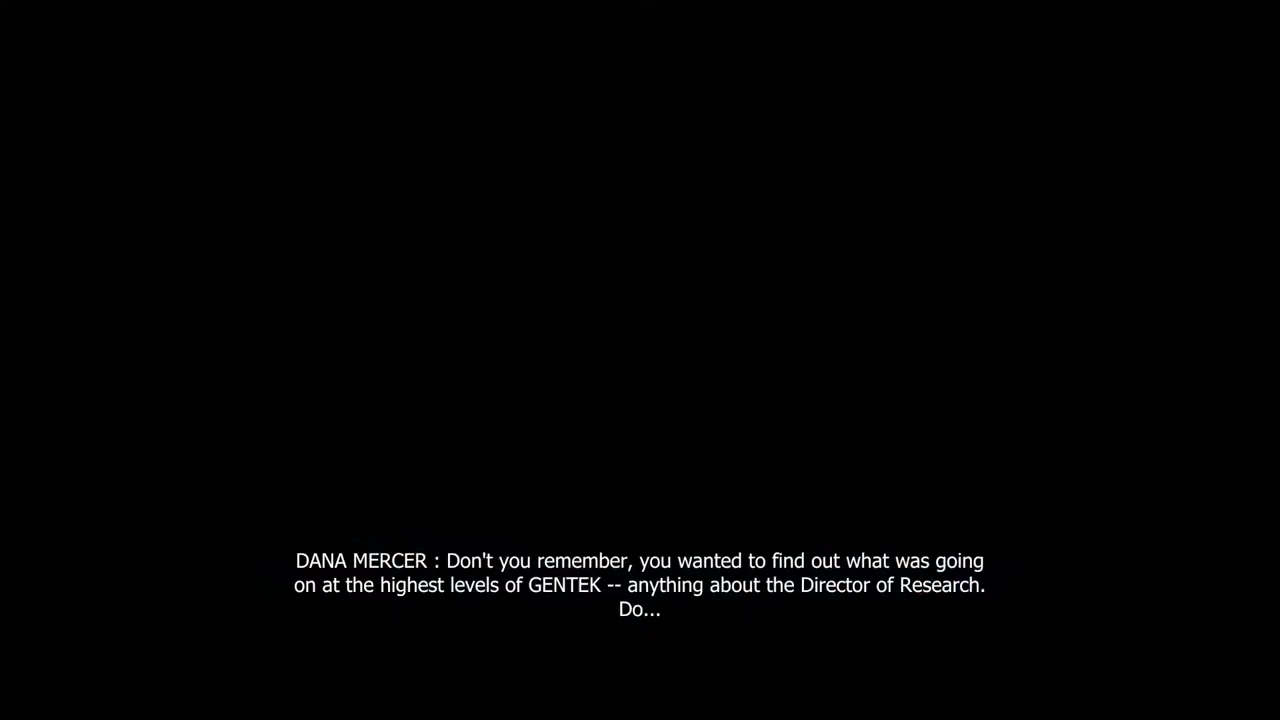 DANA MERCER : Don't you remember, you wanted to find out what was going
on at the highest levels of GENTEK -- anything about the Director of Research.
Do...